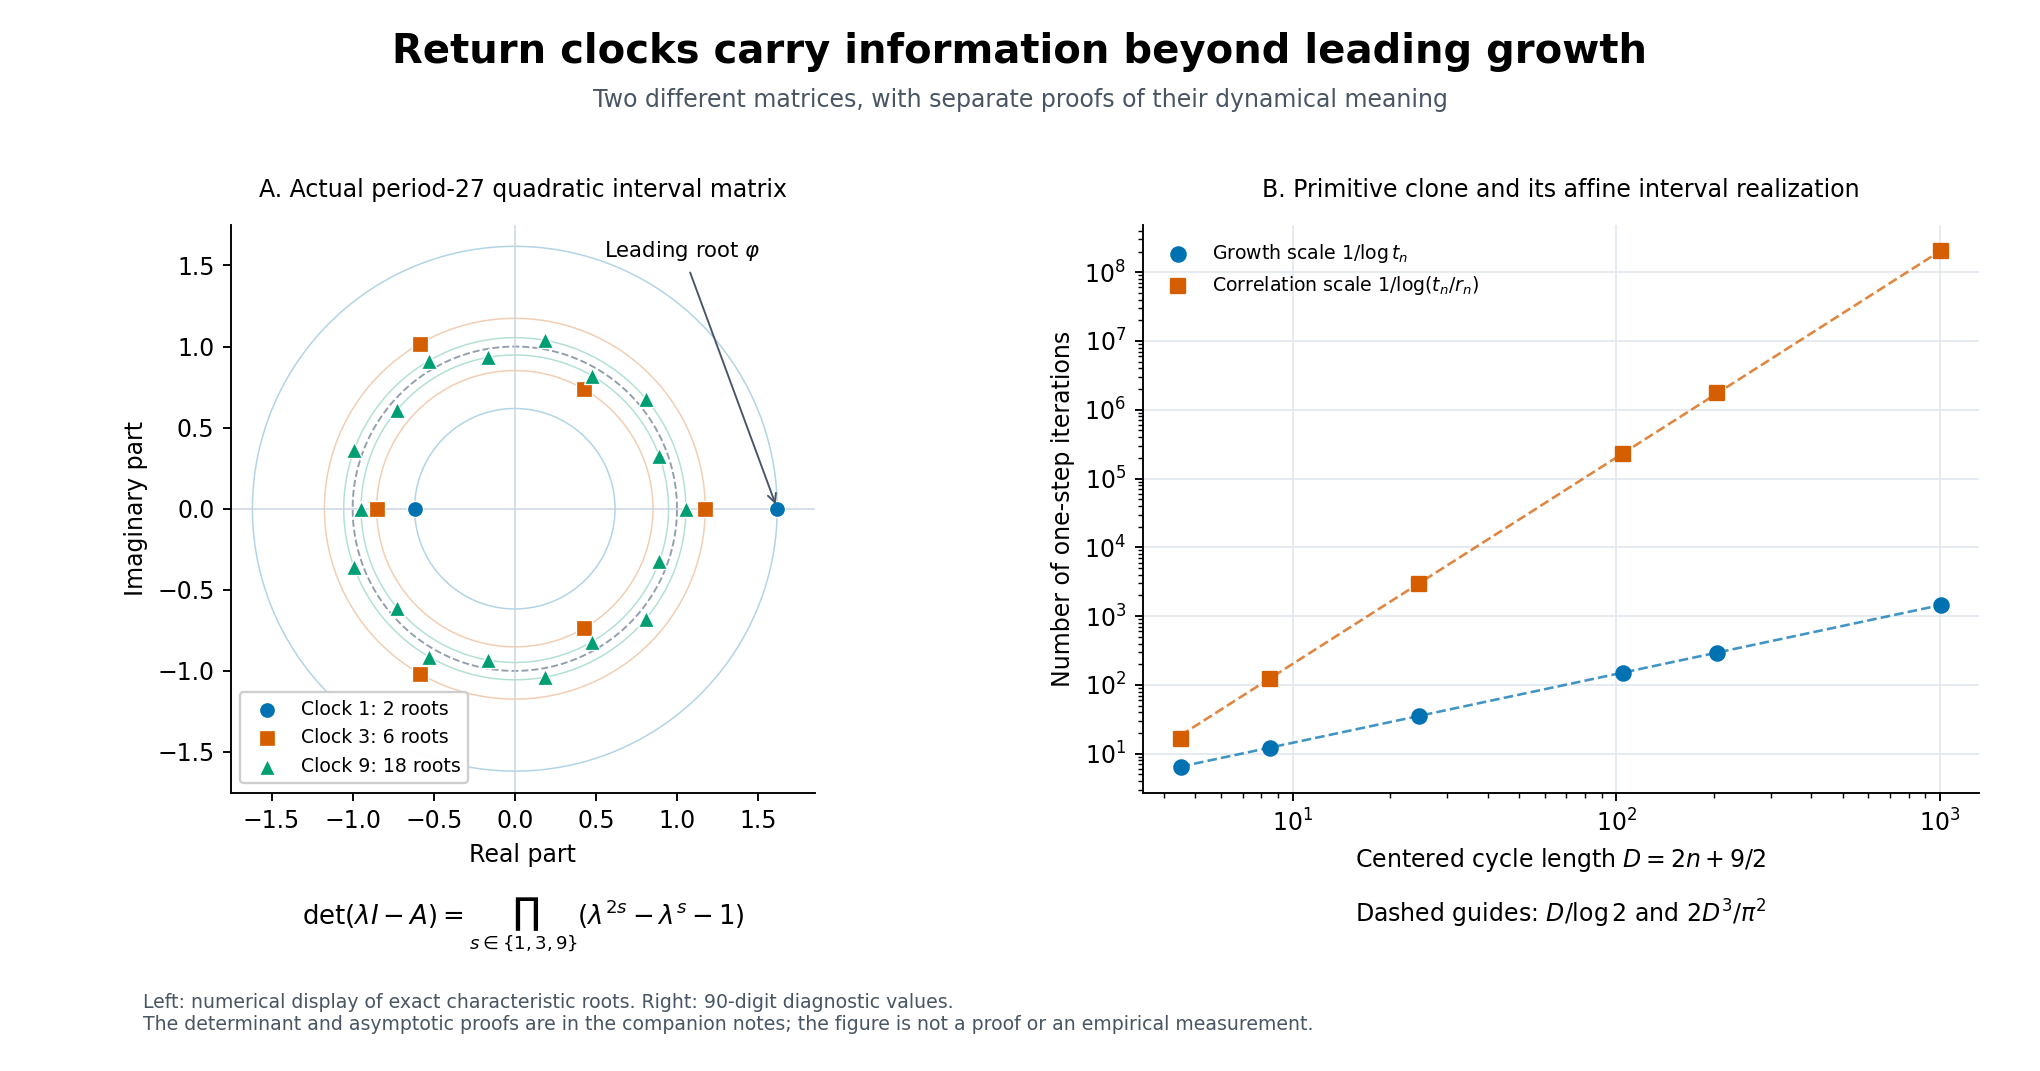 Return clocks carry information beyond leading growth
Two different matrices, with separate proofs of their dynamical meaning
A. Actual period-27 quadratic interval matrix
Leading root φ
Imaginary part
1.5
1.0
0.5
0.0
−0.5
−1.0
−1.5
Clock 1: 2 roots
Clock 3: 6 roots
Clock 9: 18 roots
−1.5 −1.0 −0.5 0.0 0.5 1.0 1.5
Real part
det(λI − A) = ∏_{s ∈ {1, 3, 9}} (λ^{2s} − λ^s − 1)
B. Primitive clone and its affine interval realization
Growth scale 1/log t_n
Correlation scale 1/log(t_n/r_n)
Number of one-step iterations
10^8
10^7
10^6
10^5
10^4
10^3
10^2
10^1
10^1 10^2 10^3
Centered cycle length D = 2n + 9/2
Dashed guides: D/log 2 and 2D^3/π^2
Left: numerical display of exact characteristic roots. Right: 90-digit diagnostic values.
The determinant and asymptotic proofs are in the companion notes; the figure is not a proof or an empirical measurement.